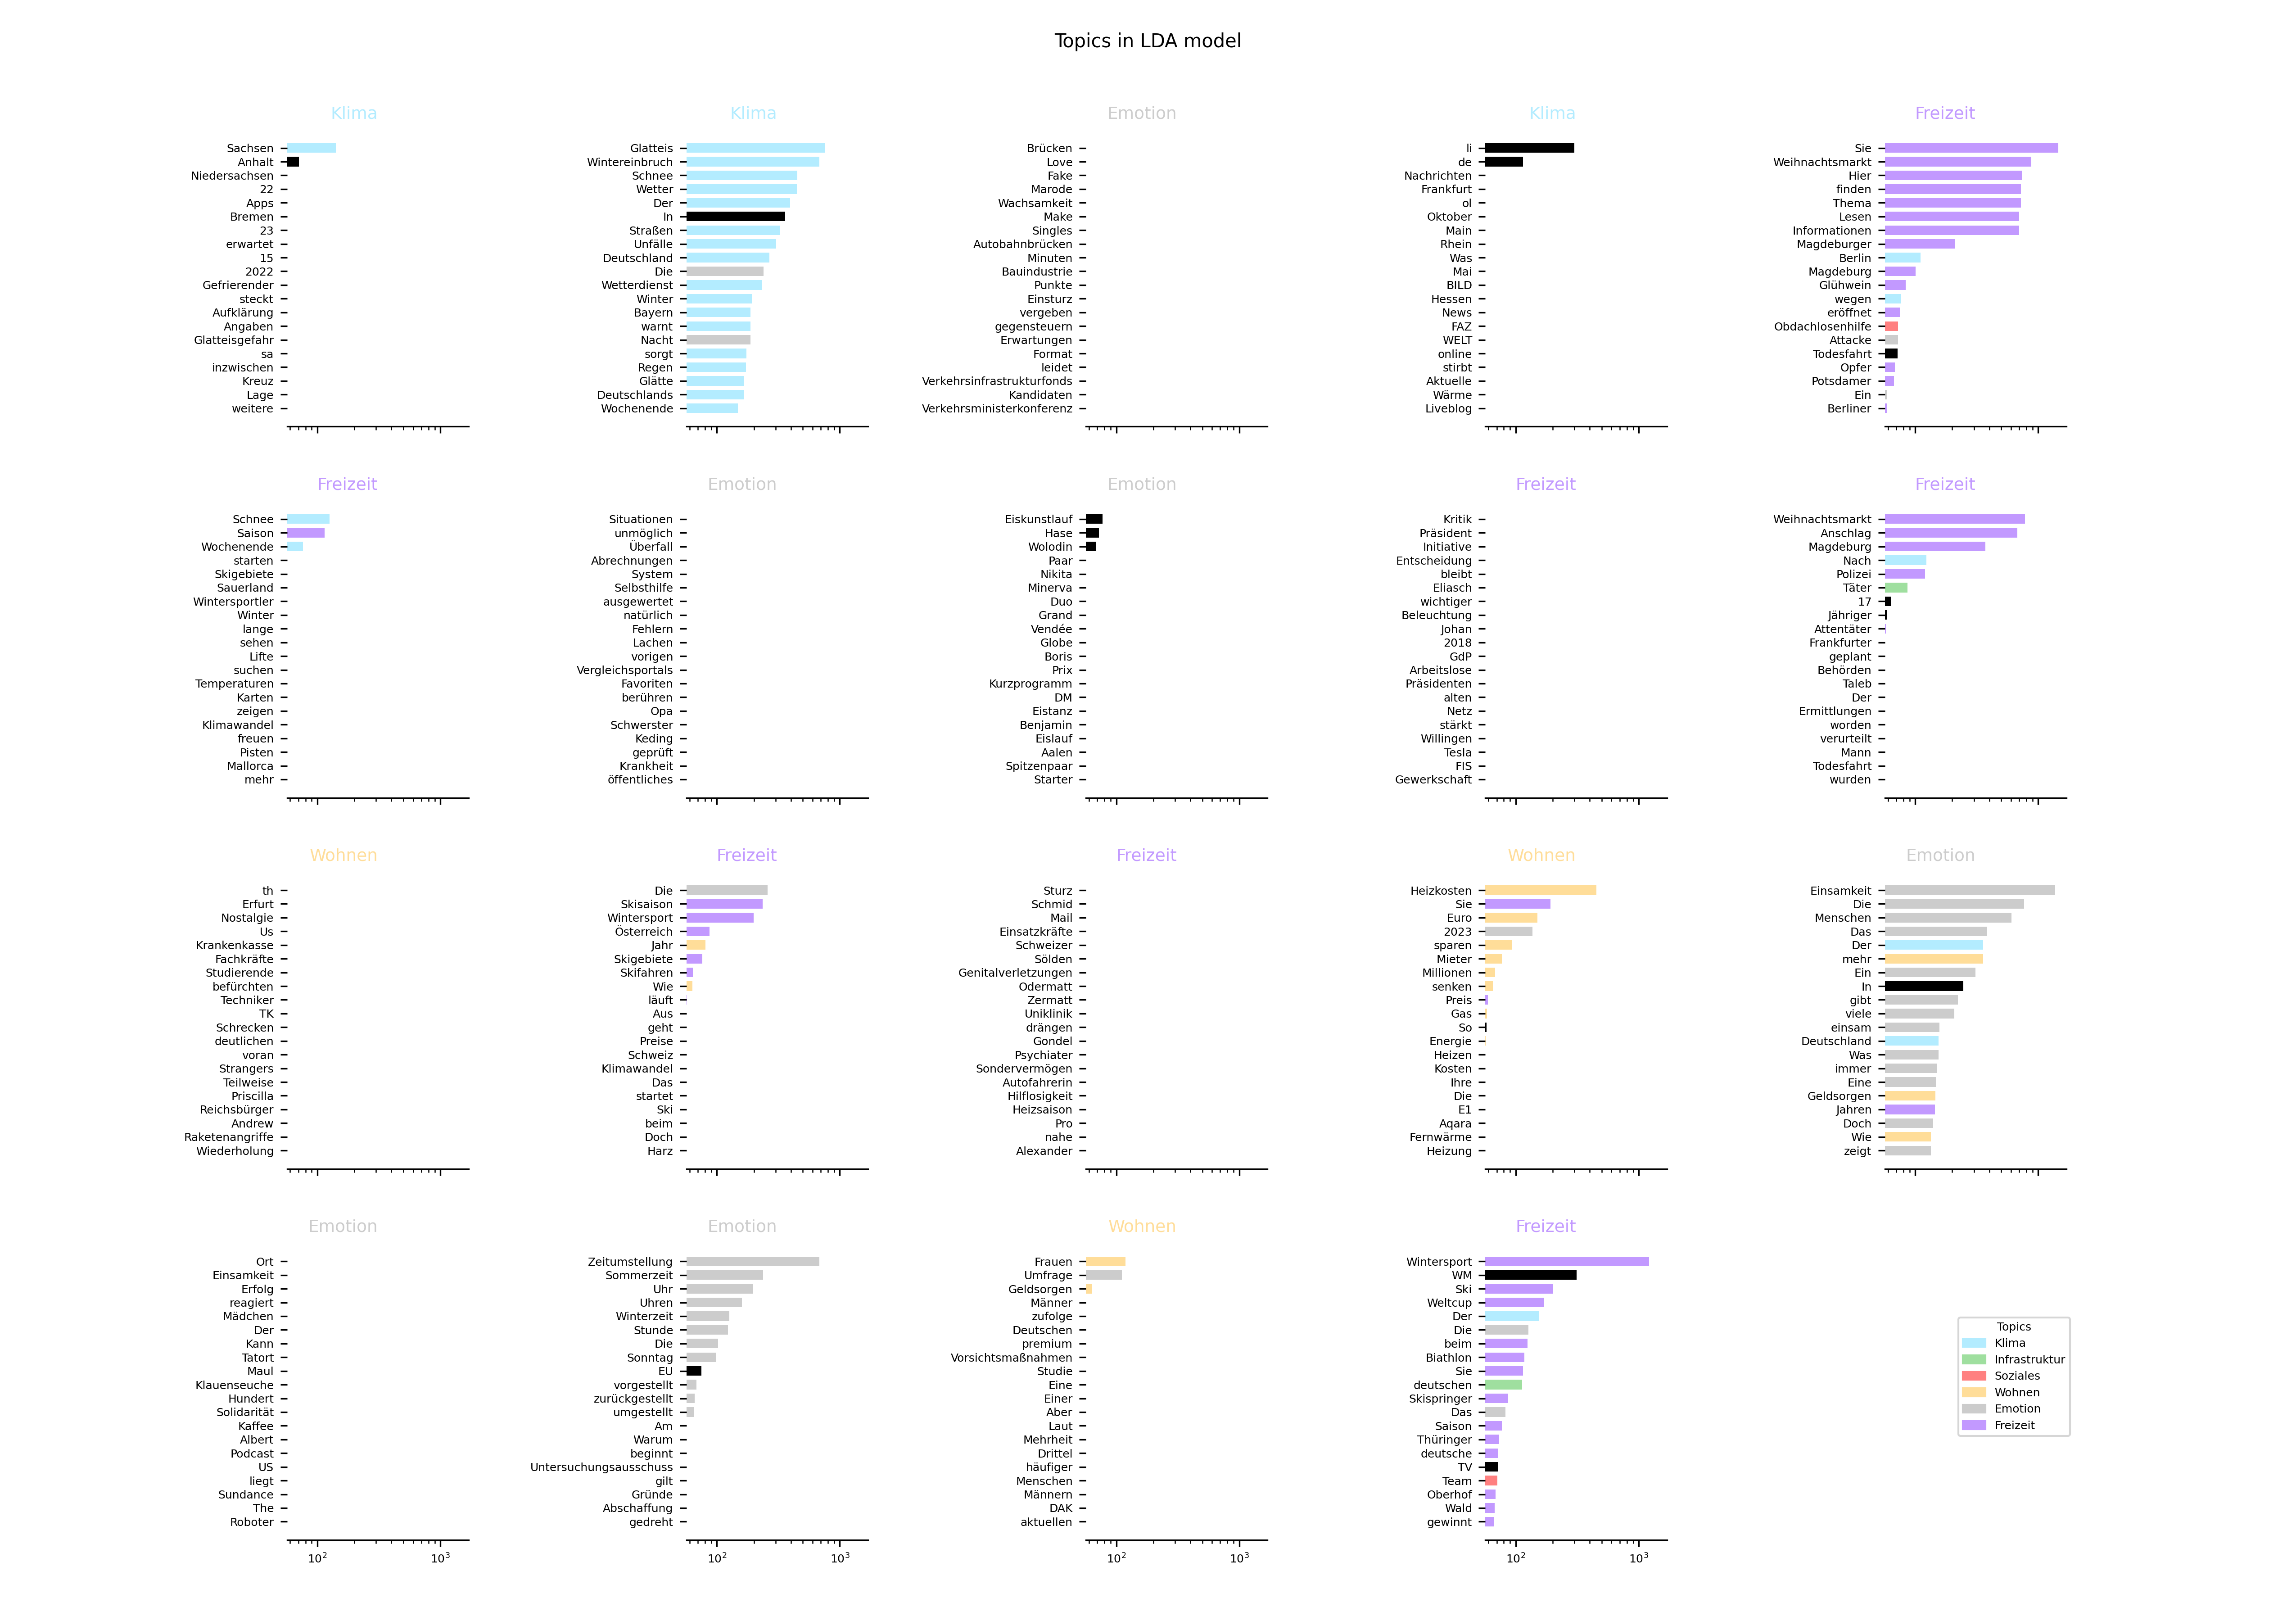 Topics in LDA model
Klima
Sachsen
Anhalt
Niedersachsen
22
Apps
Bremen
23
erwartet
15
2022
Gefrierender
steckt
Aufklärung
Angaben
Glatteisgefahr
sa
inzwischen
Kreuz
Lage
weitere
Klima
Glatteis
Wintereinbruch
Schnee
Wetter
Der
In
Straßen
Unfälle
Deutschland
Die
Wetterdienst
Winter
Bayern
warnt
Nacht
sorgt
Regen
Glätte
Deutschlands
Wochenende
Emotion
Brücken
Love
Fake
Marode
Wachsamkeit
Make
Singles
Autobahnbrücken
Minuten
Bauindustrie
Punkte
Einsturz
vergeben
gegensteuern
Erwartungen
Format
leidet
Verkehrsinfrastrukturfonds
Kandidaten
Verkehrsministerkonferenz
Klima
li
de
Nachrichten
Frankfurt
ol
Oktober
Main
Rhein
Was
Mai
BILD
Hessen
News
FAZ
WELT
online
stirbt
Aktuelle
Wärme
Liveblog
Freizeit
Sie
Weihnachtsmarkt
Hier
finden
Thema
Lesen
Informationen
Magdeburger
Berlin
Magdeburg
Glühwein
wegen
eröffnet
Obdachlosenhilfe
Attacke
Todesfahrt
Opfer
Potsdamer
Ein
Berliner
Freizeit
Schnee
Saison
Wochenende
starten
Skigebiete
Sauerland
Wintersportler
Winter
lange
sehen
Lifte
suchen
Temperaturen
Karten
zeigen
Klimawandel
freuen
Pisten
Mallorca
mehr
Emotion
Situationen
unmöglich
Überfall
Abrechnungen
System
Selbsthilfe
ausgewertet
natürlich
Fehlern
Lachen
vorigen
Vergleichsportals
Favoriten
berühren
Opa
Schwerster
Keding
geprüft
Krankheit
öffentliches
Emotion
Eiskunstlauf
Hase
Wolodin
Paar
Nikita
Minerva
Duo
Grand
Vendée
Globe
Boris
Prix
Kurzprogramm
DM
Eistanz
Benjamin
Eislauf
Aalen
Spitzenpaar
Starter
Freizeit
Kritik
Präsident
Initiative
Entscheidung
bleibt
Eliasch
wichtiger
Beleuchtung
Johan
2018
GdP
Arbeitslose
Präsidenten
alten
Netz
stärkt
Willingen
Tesla
FIS
Gewerkschaft
Freizeit
Weihnachtsmarkt
Anschlag
Magdeburg
Nach
Polizei
Täter
17
Jähriger
Attentäter
Frankfurter
geplant
Behörden
Taleb
Der
Ermittlungen
worden
verurteilt
Mann
Todesfahrt
wurden
Wohnen
th
Erfurt
Nostalgie
Us
Krankenkasse
Fachkräfte
Studierende
befürchten
Techniker
TK
Schrecken
deutlichen
voran
Strangers
Teilweise
Priscilla
Reichsbürger
Andrew
Raketenangriffe
Wiederholung
Freizeit
Die
Skisaison
Wintersport
Österreich
Jahr
Skigebiete
Skifahren
Wie
läuft
Aus
geht
Preise
Schweiz
Klimawandel
Das
startet
Ski
beim
Doch
Harz
Freizeit
Sturz
Schmid
Mail
Einsatzkräfte
Schweizer
Sölden
Genitalverletzungen
Odermatt
Zermatt
Uniklinik
drängen
Gondel
Psychiater
Sondervermögen
Autofahrerin
Hilflosigkeit
Heizsaison
Pro
nahe
Alexander
Wohnen
Heizkosten
Sie
Euro
2023
sparen
Mieter
Millionen
senken
Preis
Gas
So
Energie
Heizen
Kosten
Ihre
Die
E1
Aqara
Fernwärme
Heizung
Emotion
Einsamkeit
Die
Menschen
Das
Der
mehr
Ein
In
gibt
viele
einsam
Deutschland
Was
immer
Eine
Geldsorgen
Jahren
Doch
Wie
zeigt
Emotion
Ort
Einsamkeit
Erfolg
reagiert
Mädchen
Der
Kann
Tatort
Maul
Klauenseuche
Hundert
Solidarität
Kaffee
Albert
Podcast
US
liegt
Sundance
The
Roboter
10² 10³
Emotion
Zeitumstellung
Sommerzeit
Uhr
Uhren
Winterzeit
Stunde
Die
Sonntag
EU
vorgestellt
zurückgestellt
umgestellt
Am
Warum
beginnt
Untersuchungsausschuss
gilt
Gründe
Abschaffung
gedreht
10² 10³
Wohnen
Frauen
Umfrage
Geldsorgen
Männer
zufolge
Deutschen
premium
Vorsichtsmaßnahmen
Studie
Eine
Einer
Aber
Laut
Mehrheit
Drittel
häufiger
Menschen
Männern
DAK
aktuellen
10² 10³
Freizeit
Wintersport
WM
Ski
Weltcup
Der
Die
beim
Biathlon
Sie
deutschen
Skispringer
Das
Saison
Thüringer
deutsche
TV
Team
Oberhof
Wald
gewinnt
10² 10³
Topics
Klima
Infrastruktur
Soziales
Wohnen
Emotion
Freizeit